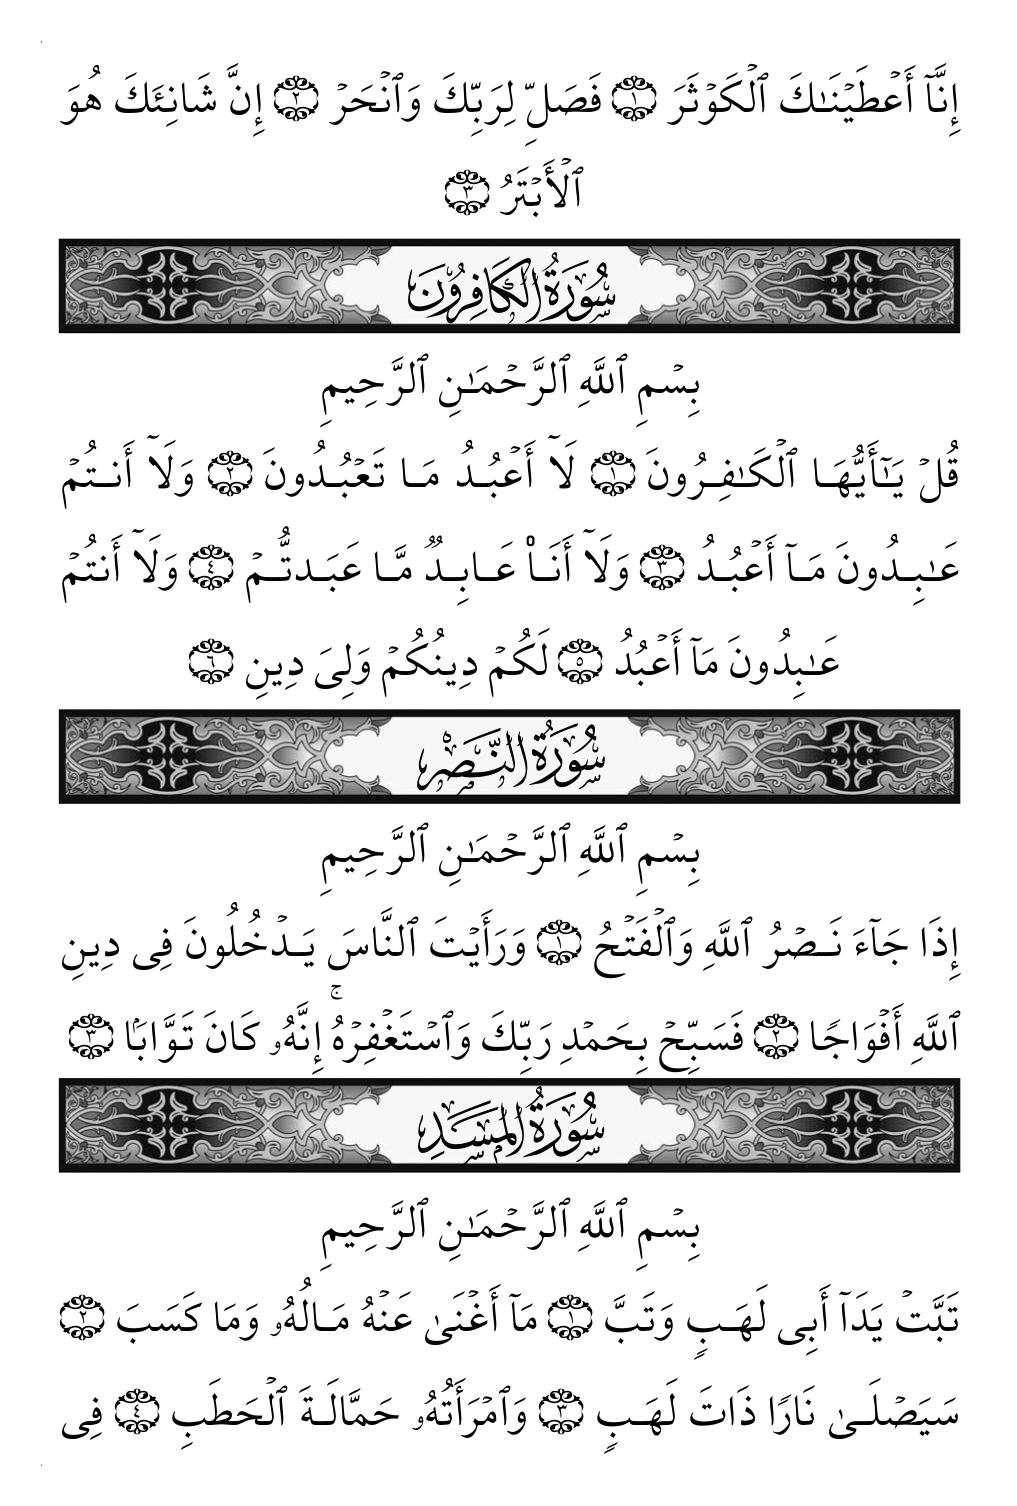 إِنَّآ أَعۡطَيۡنَٰكَ ٱلۡكَوۡثَرَ ١ فَصَلِّ لِرَبِّكَ وَٱنۡحَرۡ ٢ إِنَّ شَانِئَكَ هُوَ
ٱلۡأَبۡتَرُ ٣
سُورَةُ الكَافِرُونَ
بِسۡمِ ٱللَّهِ ٱلرَّحۡمَٰنِ ٱلرَّحِيمِ
قُلۡ يَٰٓأَيُّهَا ٱلۡكَٰفِرُونَ ١ لَآ أَعۡبُدُ مَا تَعۡبُدُونَ ٢ وَلَآ أَنتُمۡ
عَٰبِدُونَ مَآ أَعۡبُدُ ٣ وَلَآ أَنَا۠ عَابِدٞ مَّا عَبَدتُّمۡ ٤ وَلَآ أَنتُمۡ
عَٰبِدُونَ مَآ أَعۡبُدُ ٥ لَكُمۡ دِينُكُمۡ وَلِيَ دِينِ ٦
سُورَةُ النَّصۡرِ
بِسۡمِ ٱللَّهِ ٱلرَّحۡمَٰنِ ٱلرَّحِيمِ
إِذَا جَآءَ نَصۡرُ ٱللَّهِ وَٱلۡفَتۡحُ ١ وَرَأَيۡتَ ٱلنَّاسَ يَدۡخُلُونَ فِي دِينِ
ٱللَّهِ أَفۡوَاجٗا ٢ فَسَبِّحۡ بِحَمۡدِ رَبِّكَ وَٱسۡتَغۡفِرۡهُۚ إِنَّهُۥ كَانَ تَوَّابَۢا ٣
سُورَةُ المَسَدِ
بِسۡمِ ٱللَّهِ ٱلرَّحۡمَٰنِ ٱلرَّحِيمِ
تَبَّتۡ يَدَآ أَبِي لَهَبٖ وَتَبَّ ١ مَآ أَغۡنَىٰ عَنۡهُ مَالُهُۥ وَمَا كَسَبَ ٢
سَيَصۡلَىٰ نَارٗا ذَاتَ لَهَبٖ ٣ وَٱمۡرَأَتُهُۥ حَمَّالَةَ ٱلۡحَطَبِ ٤ فِي